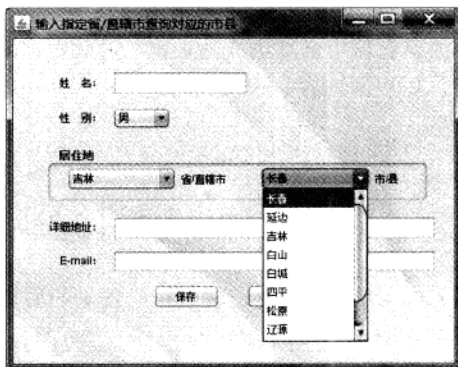 输入指定省/直辖市查询对应的市县
姓 名:
性 别: 男
居住地
吉林 省/直辖市 长春 市/县
长春
延边
吉林
白山
白城
四平
松原
辽源
详细地址:
E-mail:
保存